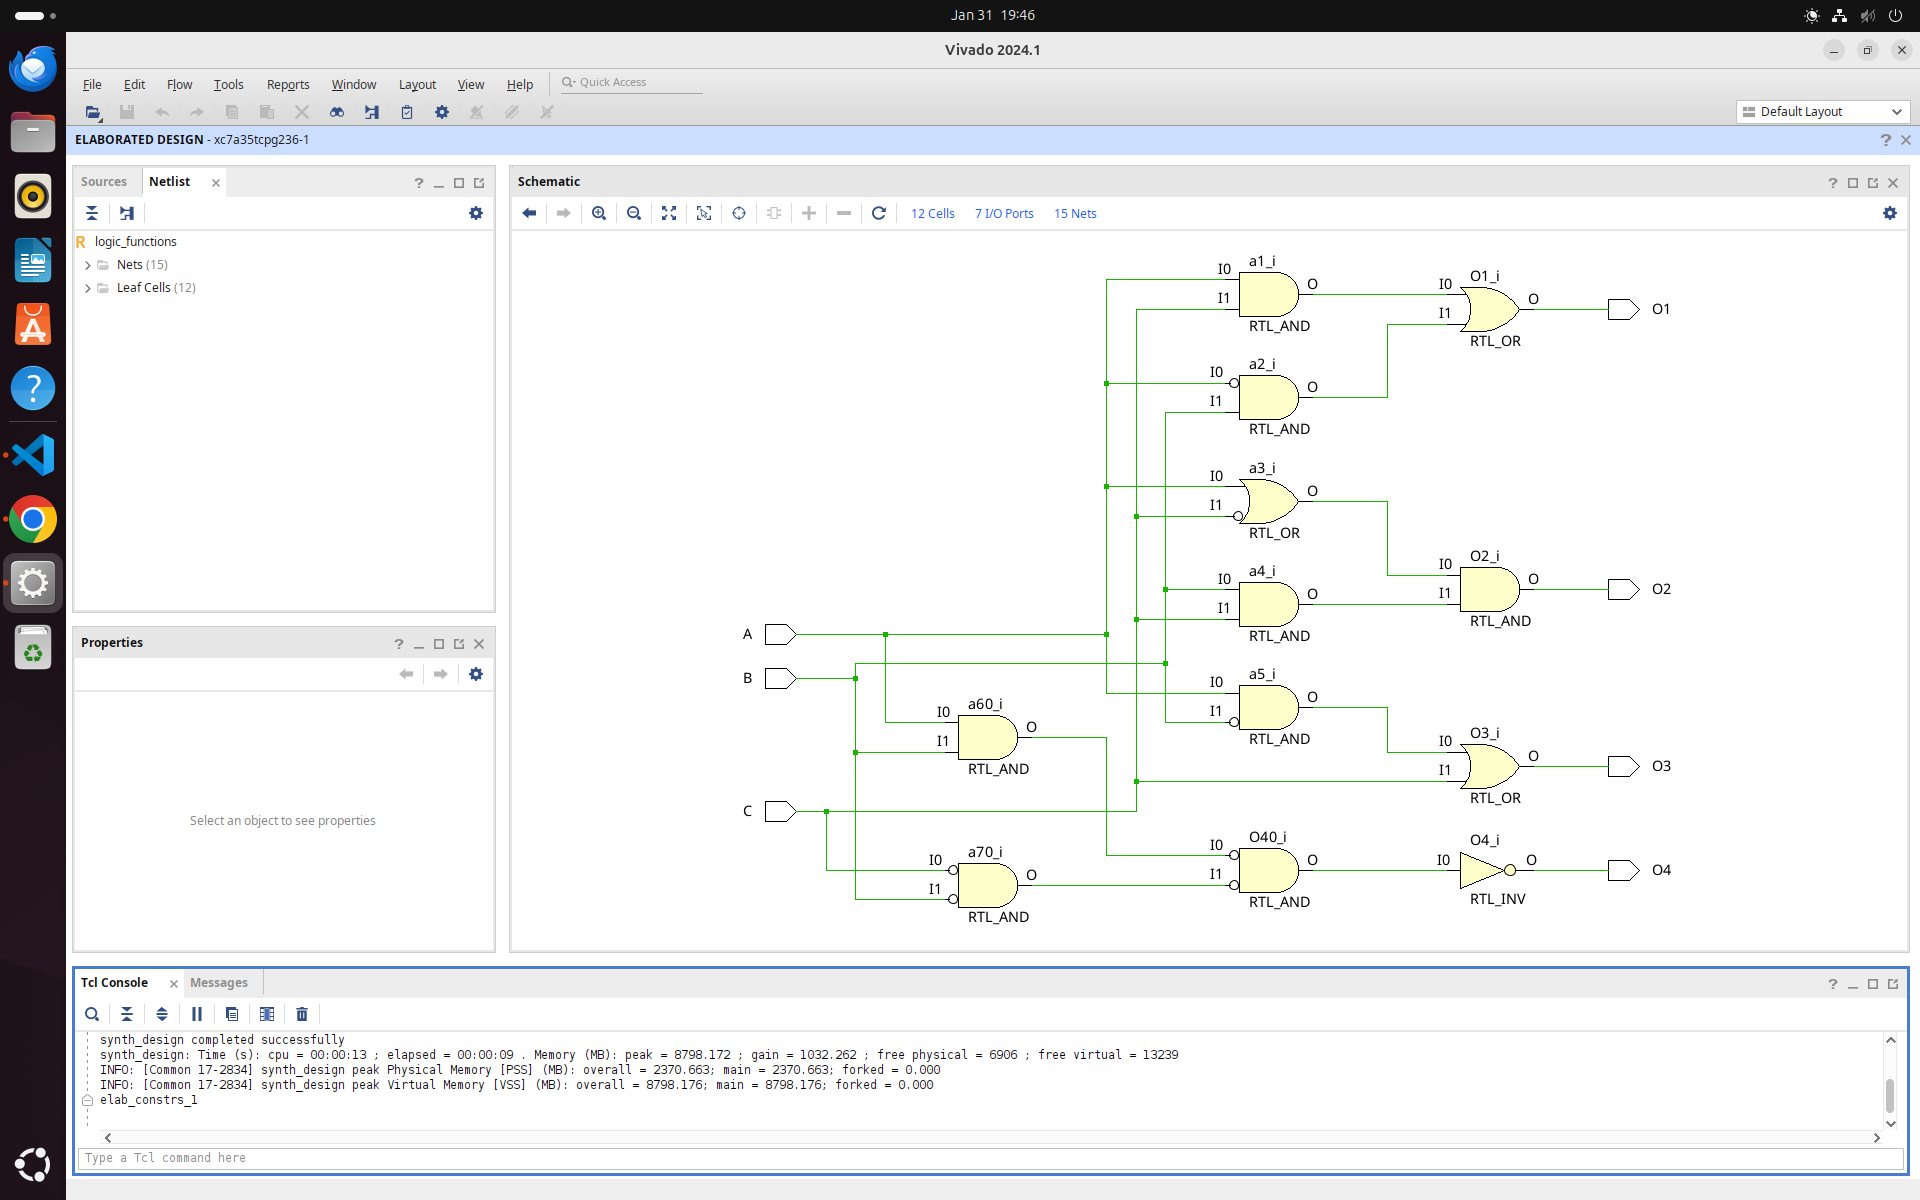 Jan 31 19:46
Vivado 2024.1
File Edit Flow Tools Reports Window Layout View Help Quick Access
Default Layout
ELABORATED DESIGN - xc7a35tcpg236-1
Sources Netlist
logic_functions
Nets (15)
Leaf Cells (12)
Properties
Select an object to see properties
Schematic
12 Cells 7 I/O Ports 15 Nets
a1_i
I0
I1
O
RTL_AND
O1_i
I0
I1
O
RTL_OR
O1
a2_i
I0
I1
O
RTL_AND
a3_i
I0
I1
O
RTL_OR
a4_i
I0
I1
O
RTL_AND
O2_i
I0
I1
O
RTL_AND
O2
A
B
C
a60_i
I0
I1
O
RTL_AND
a5_i
I0
I1
O
RTL_AND
O3_i
I0
I1
O
RTL_OR
O3
a70_i
I0
I1
O
RTL_AND
O40_i
I0
I1
O
RTL_AND
O4_i
I0
O
RTL_INV
O4
Tcl Console Messages
synth_design completed successfully
synth_design: Time (s): cpu = 00:00:13 ; elapsed = 00:00:09 . Memory (MB): peak = 8798.172 ; gain = 1032.262 ; free physical = 6906 ; free virtual = 13239
INFO: [Common 17-2834] synth_design peak Physical Memory [PSS] (MB): overall = 2370.663; main = 2370.663; forked = 0.000
INFO: [Common 17-2834] synth_design peak Virtual Memory [VSS] (MB): overall = 8798.176; main = 8798.176; forked = 0.000
elab_constrs_1
Type a Tcl command here